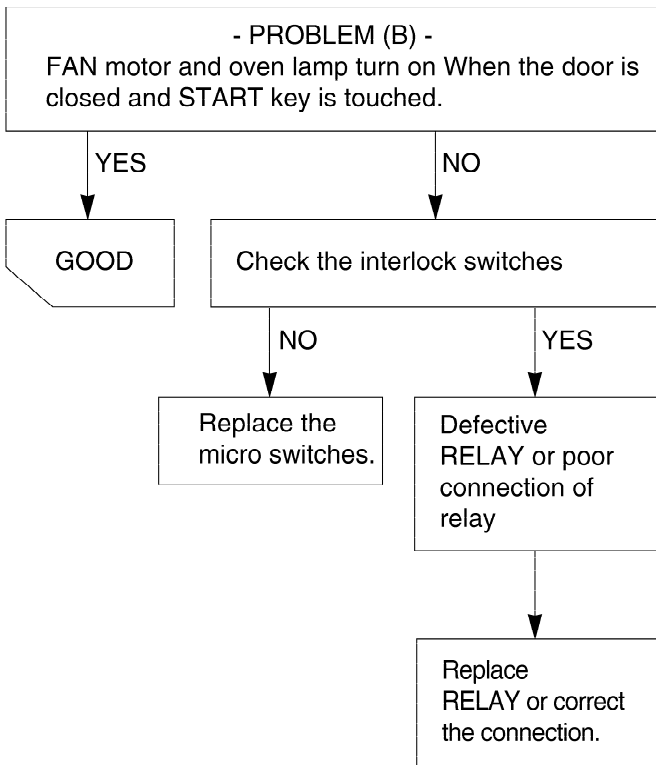 - PROBLEM (B) -
FAN motor and oven lamp turn on When the door is
closed and START key is touched.
YES
NO
GOOD
Check the interlock switches
NO
YES
Replace the
micro switches.
Defective
RELAY or poor
connection of
relay
Replace
RELAY or correct
the connection.